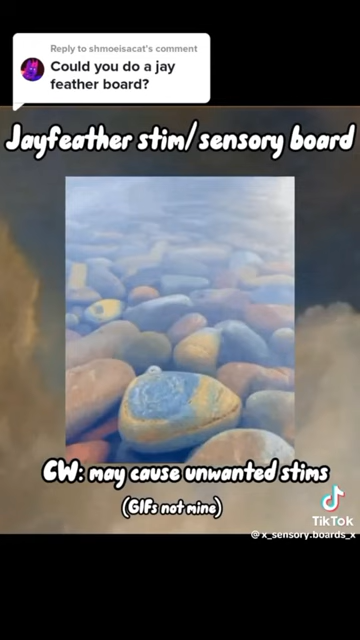 Reply to shmoeisacat's comment
Could you do a jay
feather board?
Jayfeather stim/sensory board
CW: may cause unwanted stims
(GIFs not mine)
TikTok
@x_sensory.boards_x